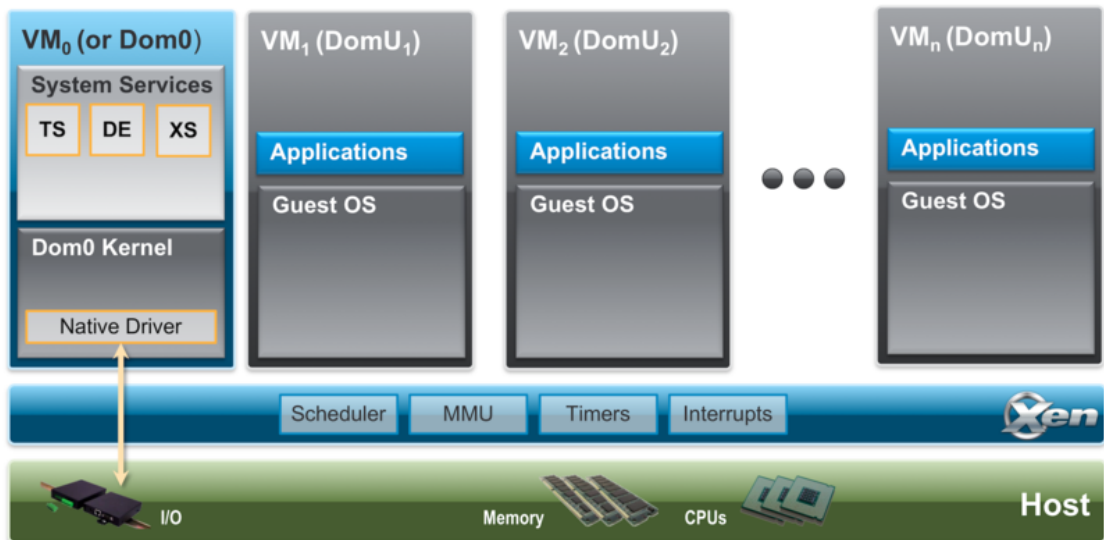 VM0 (or Dom0)
System Services
TS DE XS
Dom0 Kernel
Native Driver
VM1 (DomU1)
Applications
Guest OS
VM2 (DomU2)
Applications
Guest OS
VMn (DomUn)
Applications
Guest OS
Scheduler MMU Timers Interrupts
Xen
I/O Memory CPUs Host